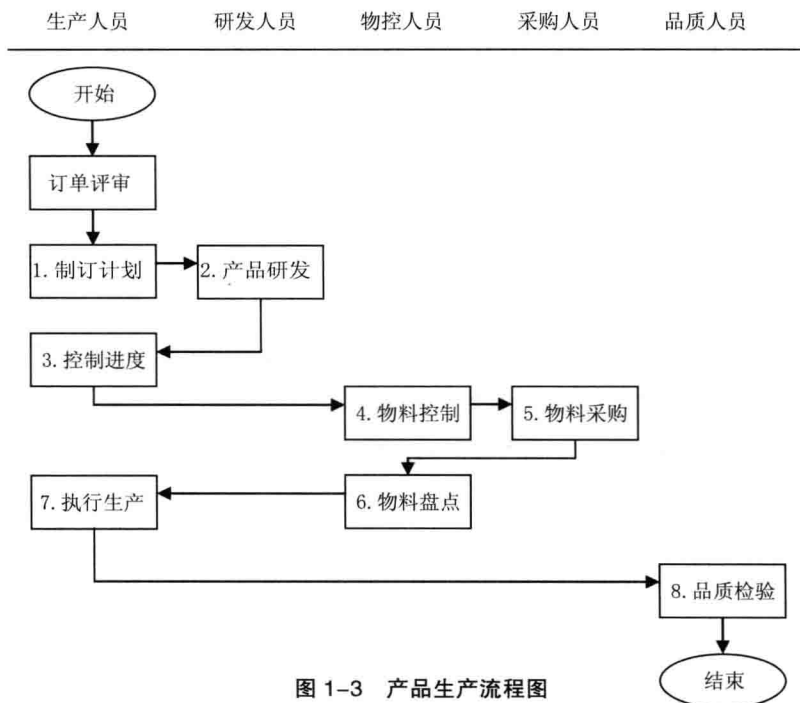 生产人员 研发人员 物控人员 采购人员 品质人员
开始
订单评审
1.制订计划 2.产品研发
3.控制进度
4.物料控制 5.物料采购
7.执行生产 6.物料盘点
8.品质检验
结束
图 1-3 产品生产流程图